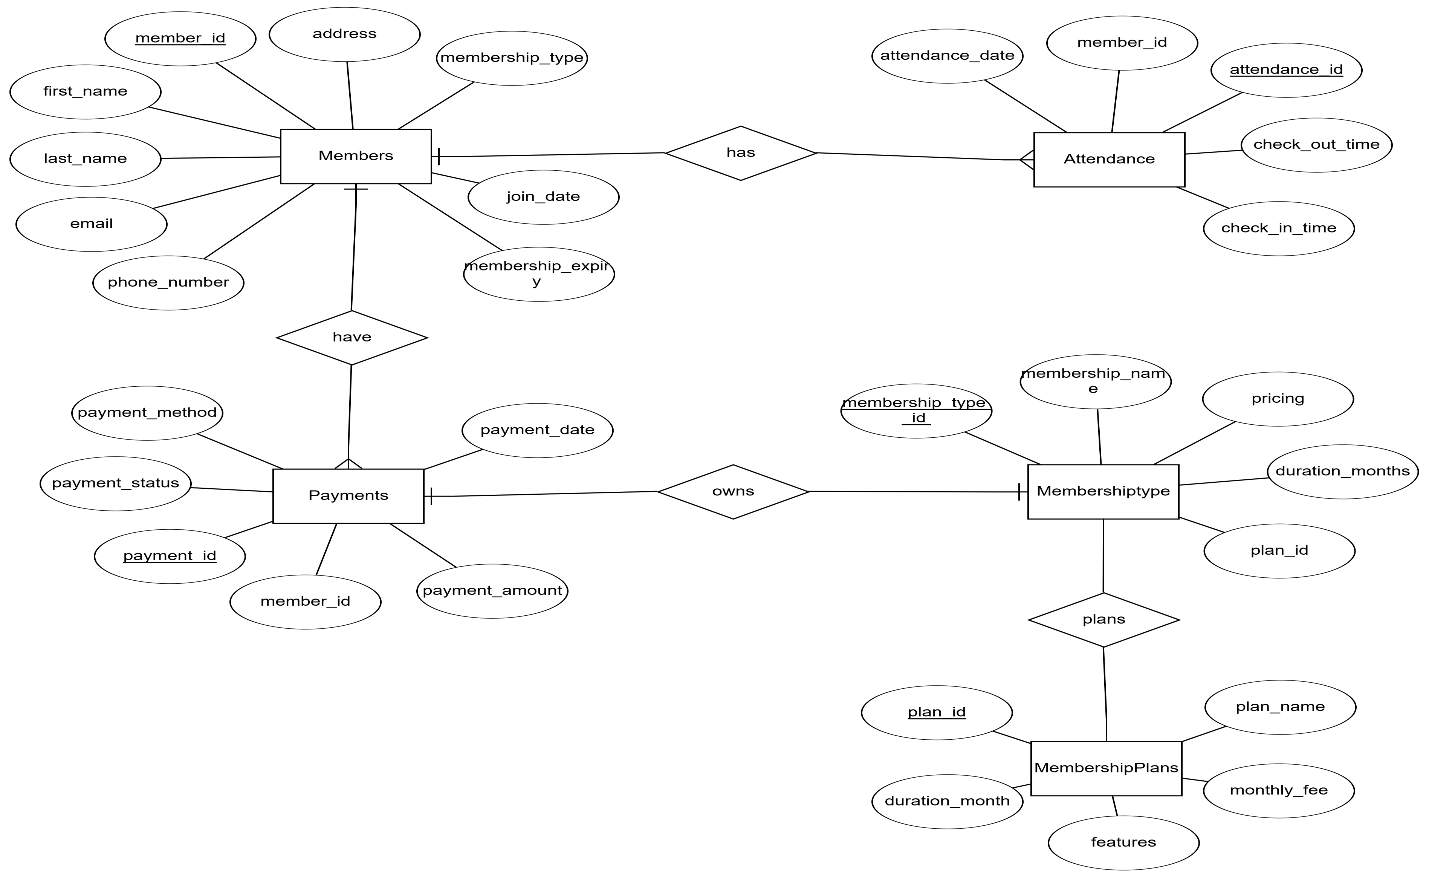 member_id
address
membership_type
first_name
last_name
Members
email
phone_number
join_date
membership_expir
y
has
attendance_date
member_id
attendance_id
Attendance
check_out_time
check_in_time
have
payment_method
payment_status
payment_id
Payments
payment_date
member_id
payment_amount
owns
membership_type
_id
membership_nam
e
pricing
Membershiptype
duration_months
plan_id
plans
plan_id
plan_name
MembershipPlans
duration_month
monthly_fee
features